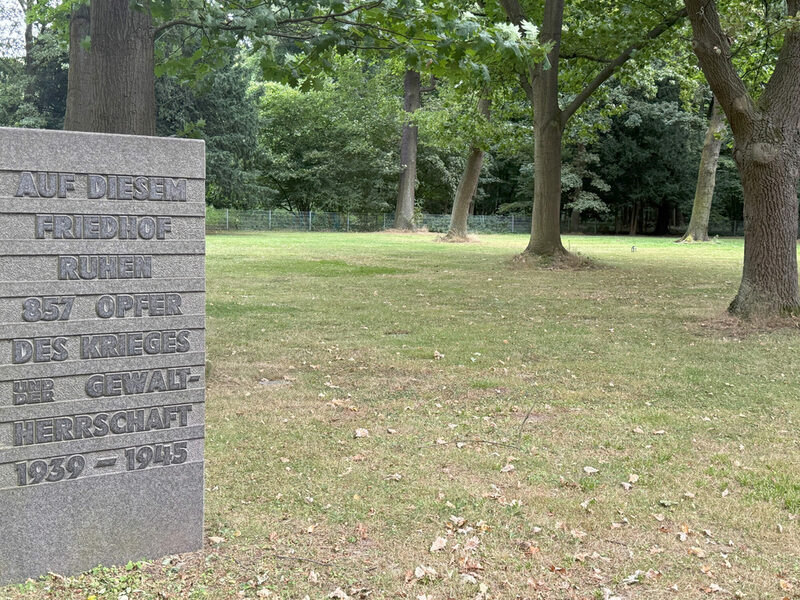 AUF DIESEM
FRIEDHOF
RUHEN
857 OPFER
DES KRIEGES
UND DER GEWALT-
HERRSCHAFT
1939 – 1945